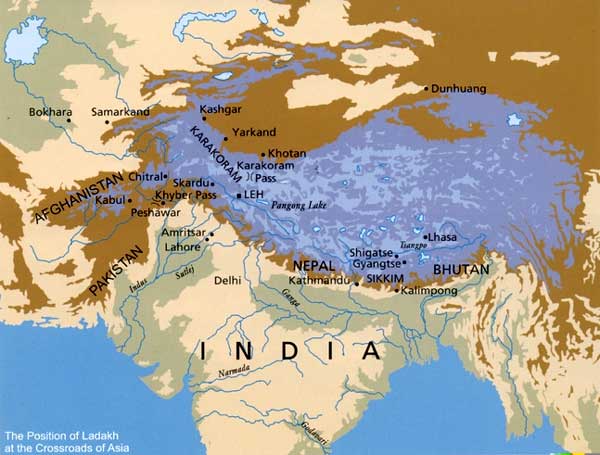 Dunhuang
Bokhara
Samarkand
Kashgar
Yarkand
KARAKORAM
Khotan
Karakoram
Pass
Chitral
Skardu
LEH
AFGHANISTAN
Kabul
Khyber Pass
Peshawar
Pangong Lake
Amritsar
Lahore
Lhasa
Tsangpo
Shigatse
Gyangtse
PAKISTAN
Indus
Sutlej
Delhi
NEPAL
BHUTAN
Kathmandu
SIKKIM
Kalimpong
Ganga
INDIA
Narmada
Godavari
The Position of Ladakh
at the Crossroads of Asia